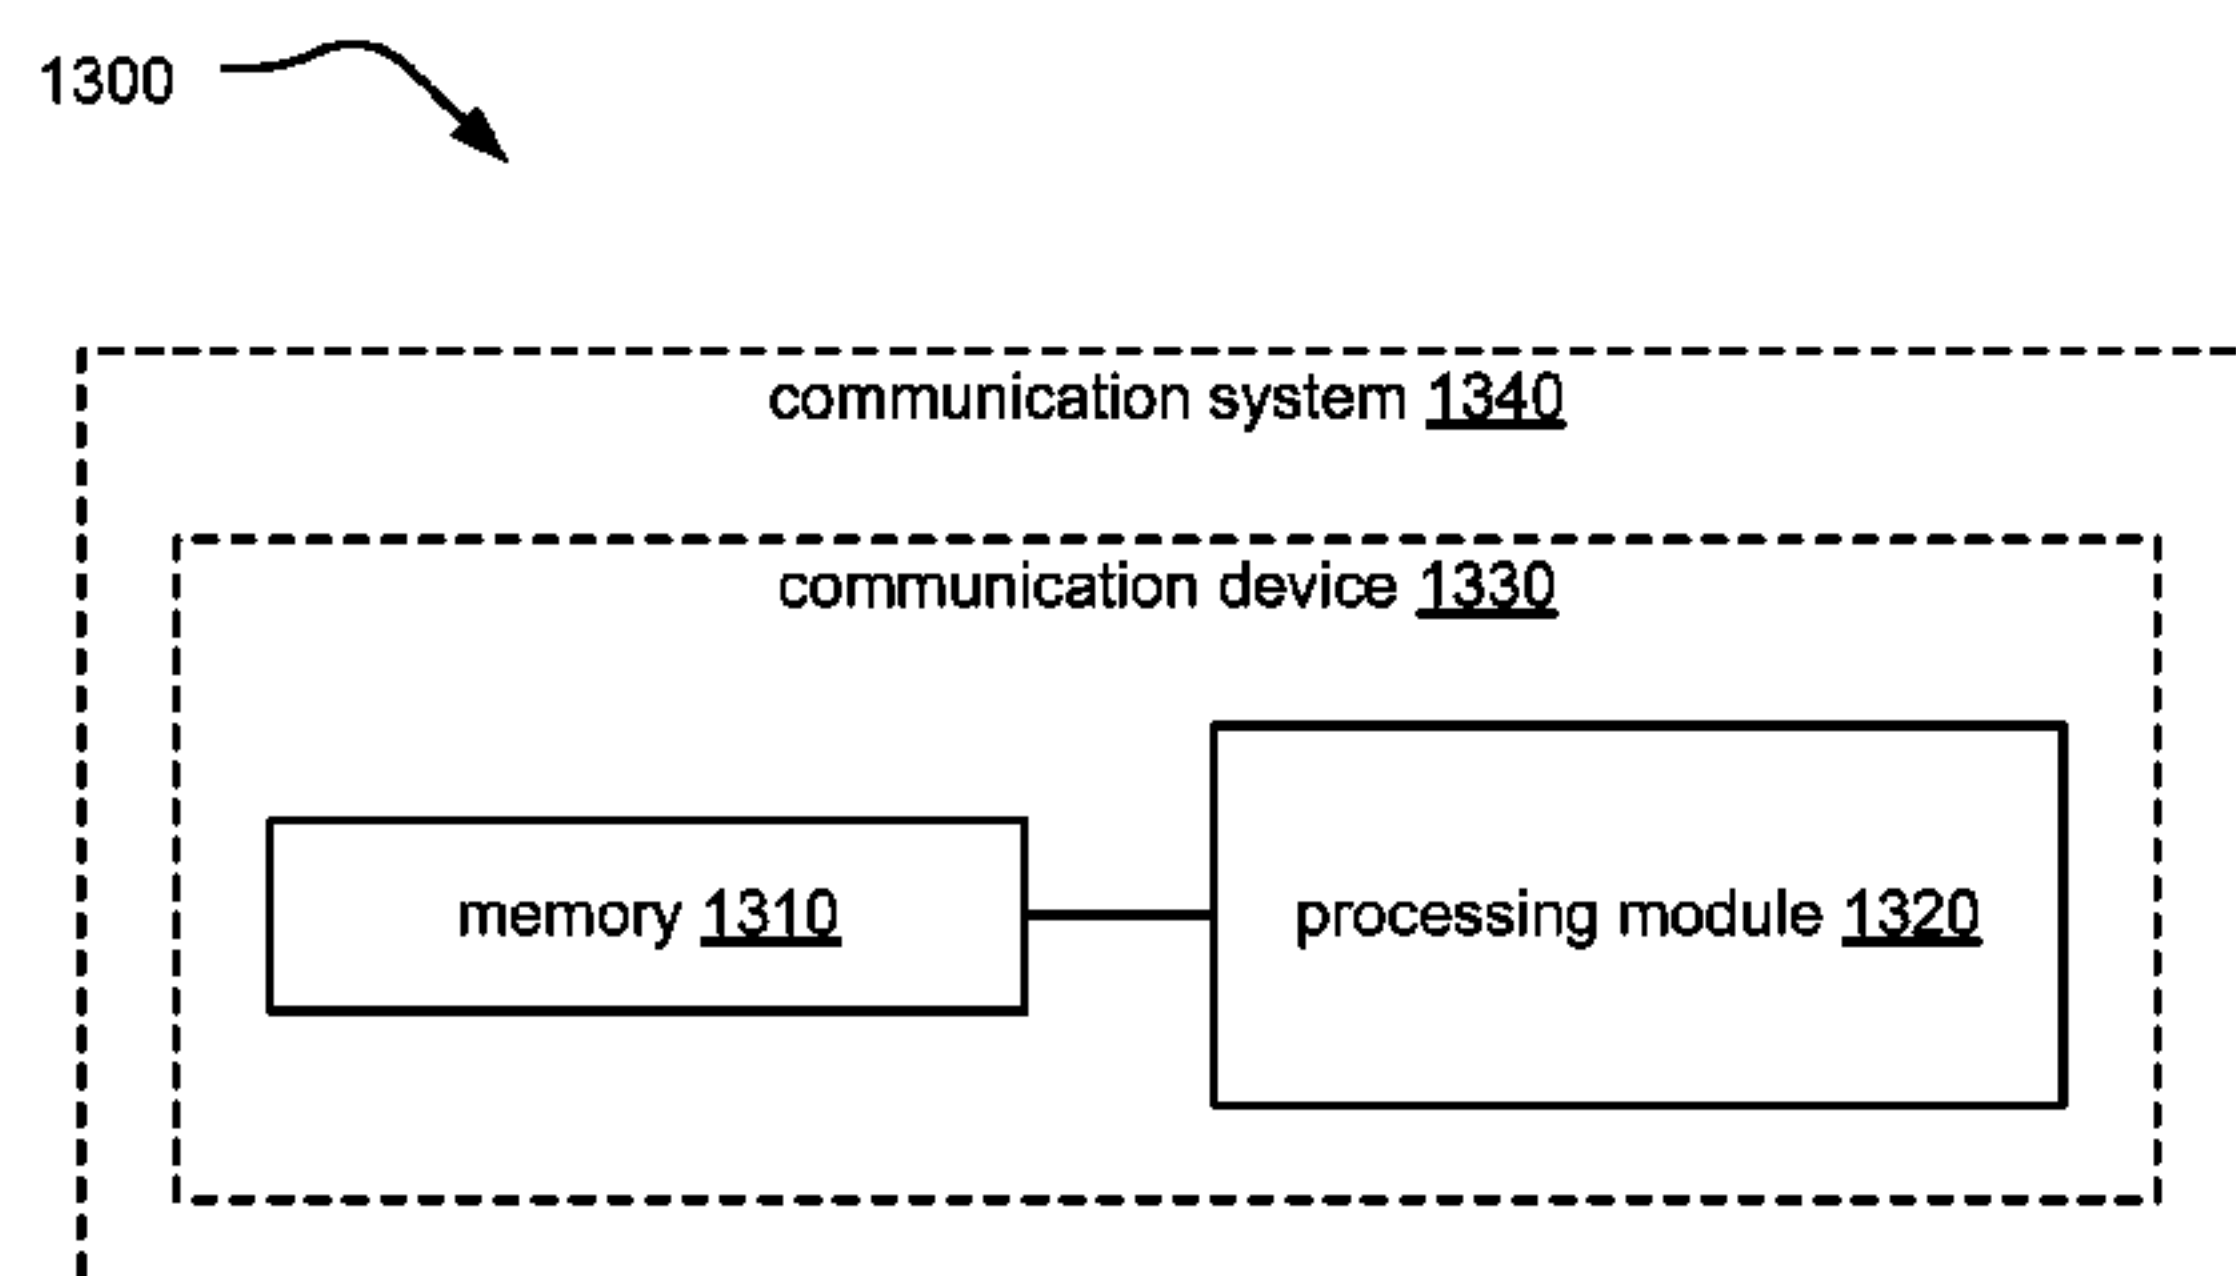 1300
communication system 1340
communication device 1330
memory 1310
processing module 1320